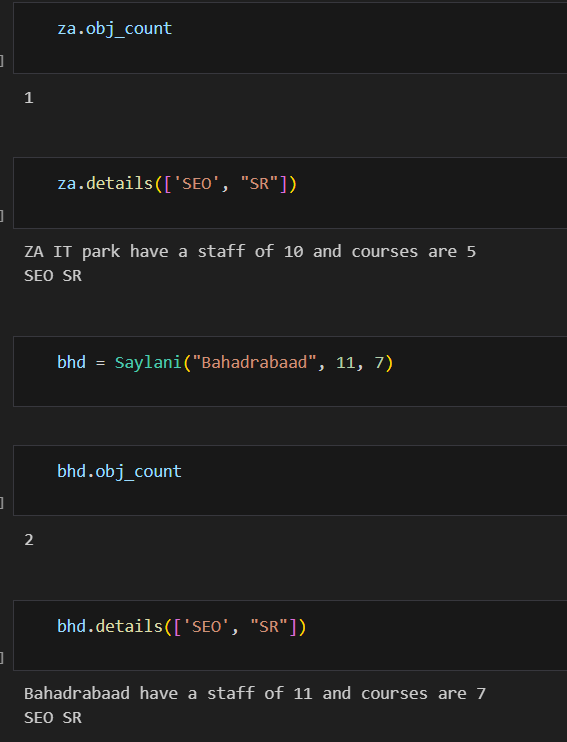 za.obj_count
]
1
za.details(['SEO', "SR"])
]
ZA IT park have a staff of 10 and courses are 5
SEO SR
bhd = Saylani("Bahadrabaad", 11, 7)
bhd.obj_count
]
2
bhd.details(['SEO', "SR"])
]
Bahadrabaad have a staff of 11 and courses are 7
SEO SR